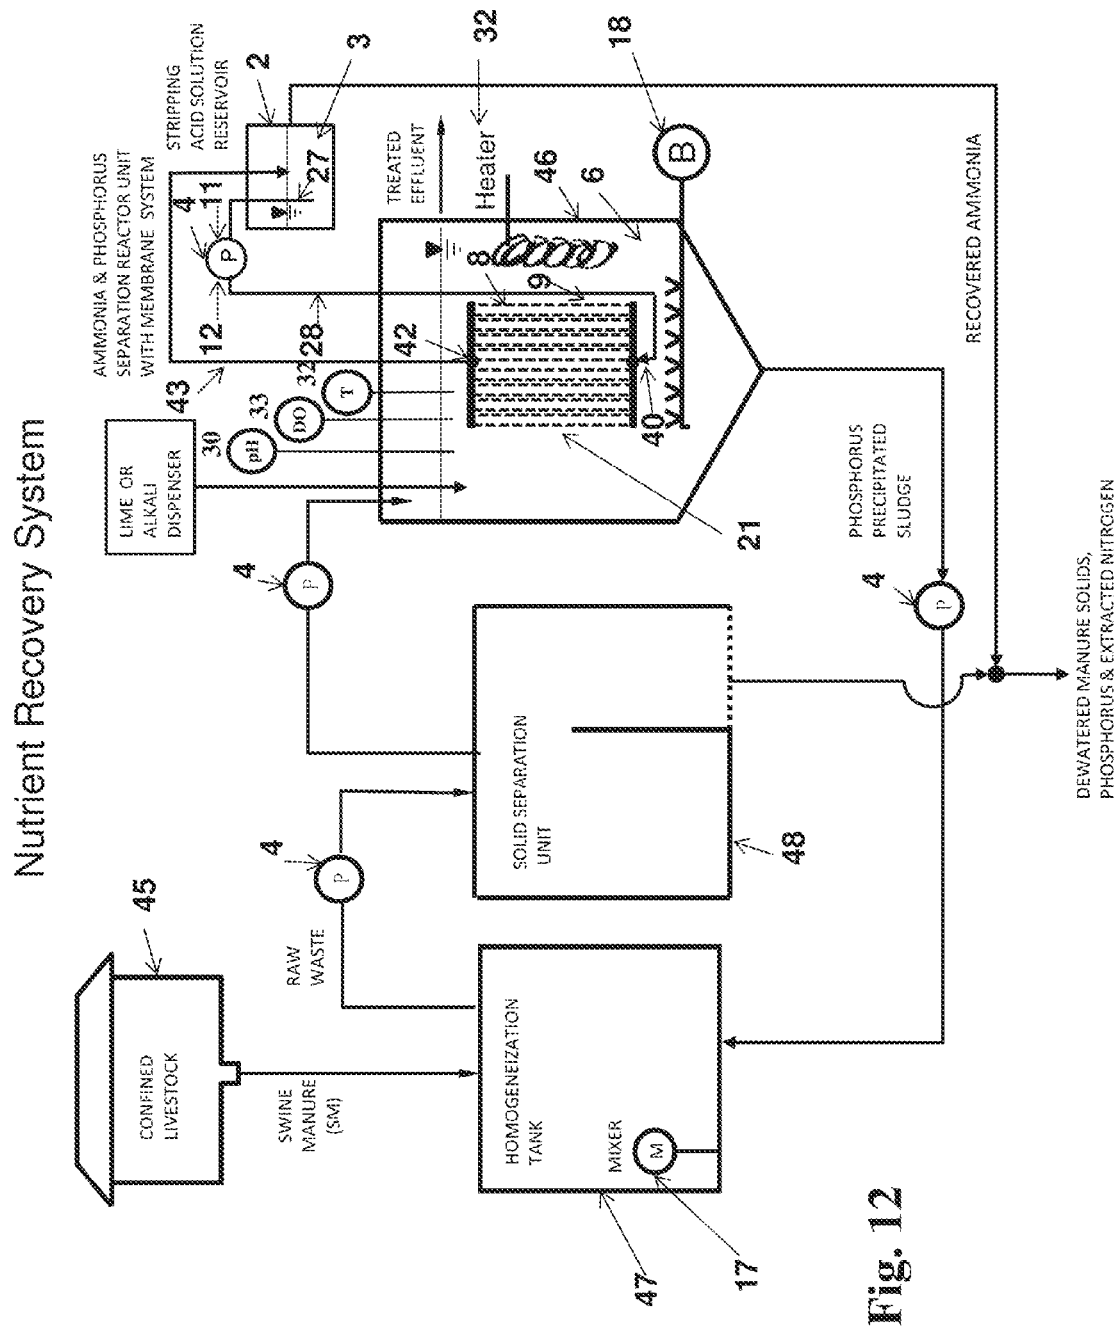 Nutrient Recovery System
CONFINED
LIVESTOCK
45
SWINE
MANURE
(SM)
RAW
WASTE
4
HOMOGENEIZATION
TANK
MIXER
M
47
17
P
SOLID SEPARATION
UNIT
48
4
P
LIME OR
ALKALI
DISPENSER
30
pH
33
DO
32
T
43
12
28
AMMONIA & PHOSPHORUS
SEPARATION REACTOR UNIT
WITH MEMBRANE SYSTEM
4
11
P
STRIPPING
ACID SOLUTION
RESERVOIR
2
3
27
TREATED
EFFLUENT
Heater
32
18
B
46
6
8
9
42
40
21
PHOSPHORUS
PRECIPITATED
SLUDGE
4
P
RECOVERED AMMONIA
DEWATERED MANURE SOLIDS,
PHOSPHORUS & EXTRACTED NITROGEN
Fig. 12